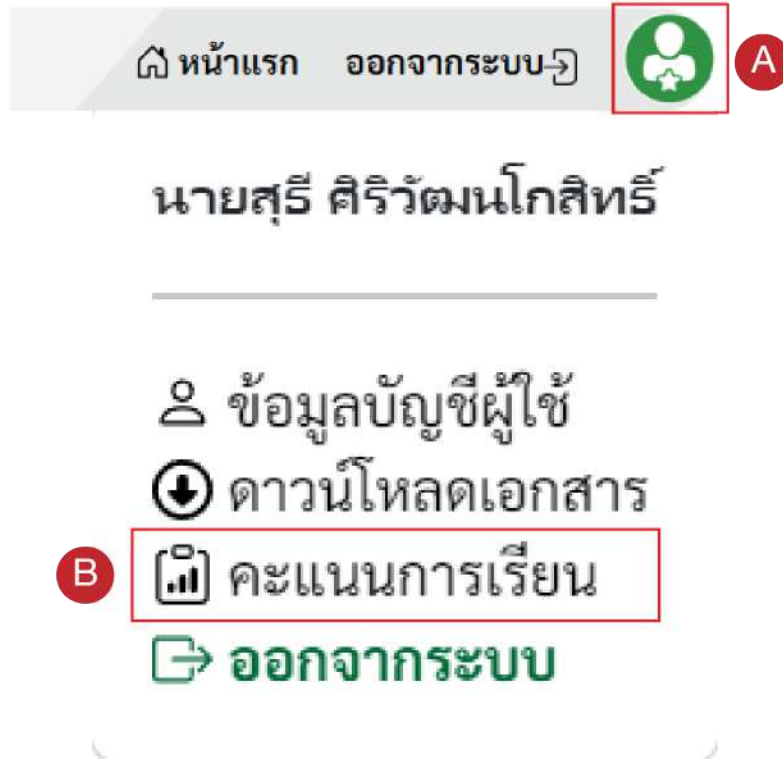 หน้าแรก ออกจากระบบ A
นายสุธี ศิริวัฒนโกสิทธิ์
ข้อมูลบัญชีผู้ใช้
ดาวน์โหลดเอกสาร
B คะแนนการเรียน
ออกจากระบบ